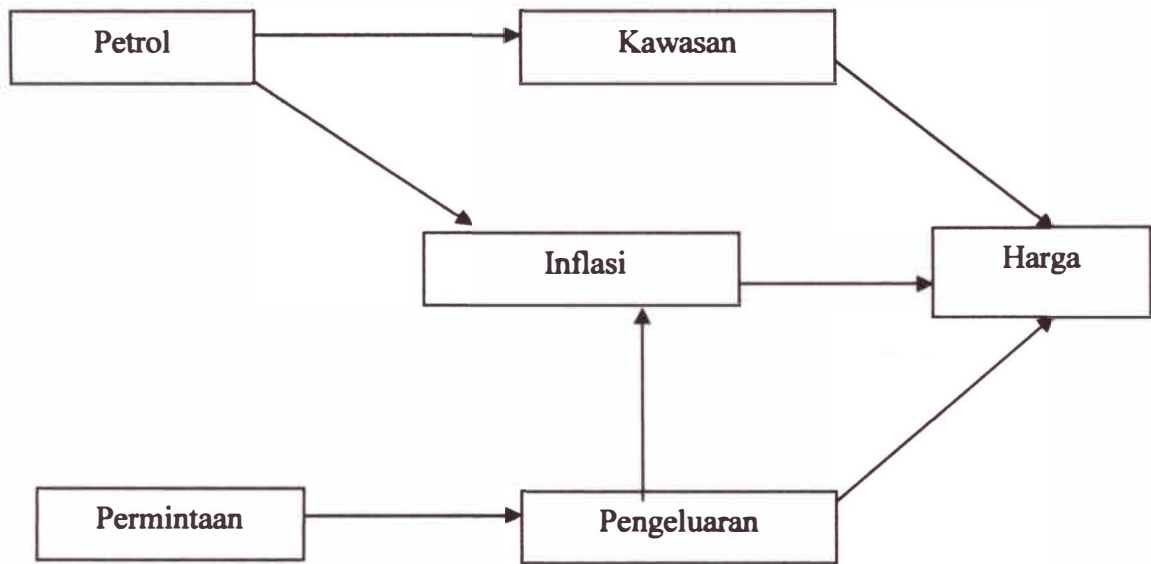 Petrol
Kawasan
Inflasi
Harga
Permintaan
Pengeluaran